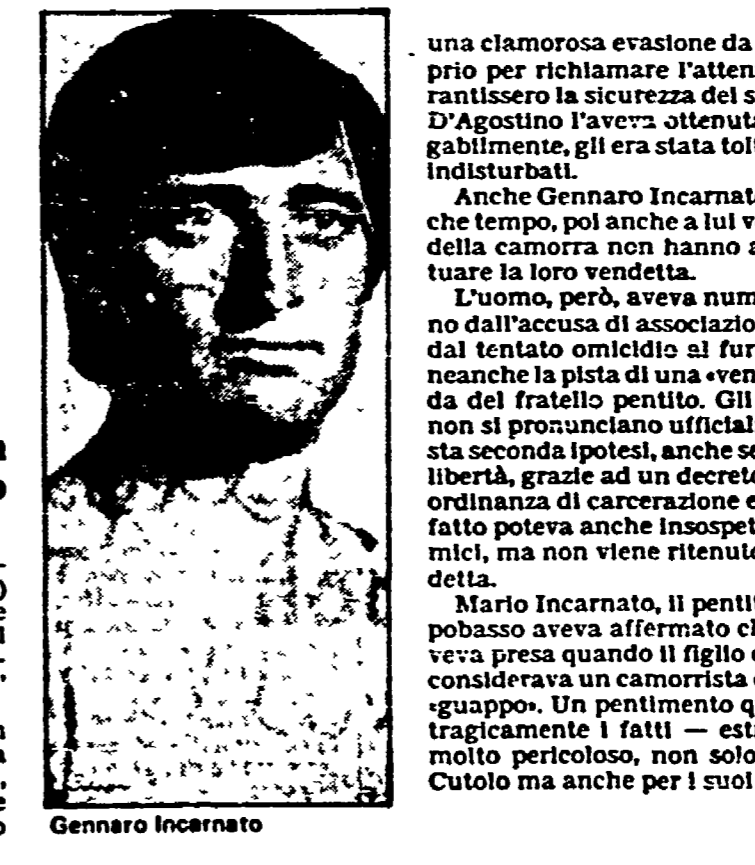 una clamorosa evasione da
prio per richiamare l'atten
rantissero la sicurezza dei s
D'Agostino l'aveva ottenuta
gabilmente, gli era stata tol
indisturbati.
Anche Gennaro Incarnat
che tempo, poi anche a lui v
della camorra non hanno a
tuare la loro vendetta.
L'uomo, però, aveva num
no dall'accusa di associazio
dal tentato omicidio al fur
neanche la pista di una «ven
da del fratello pentito. Gli
non si pronunciano ufficial
sta seconda ipotesi, anche se
libertà, grazie ad un decreto
ordinanza di carcerazione e
fatto poteva anche insospet
mici, ma non viene ritenuto
detta.
Mario Incarnato, il pentit
pobasso aveva affermato ch
veva presa quando il figlio
considerava un camorrista
«guappo». Un pentimento q
tragicamente i fatti — est
molto pericoloso, non solo
Cutolo ma anche per i suoi
Gennaro Incarnato